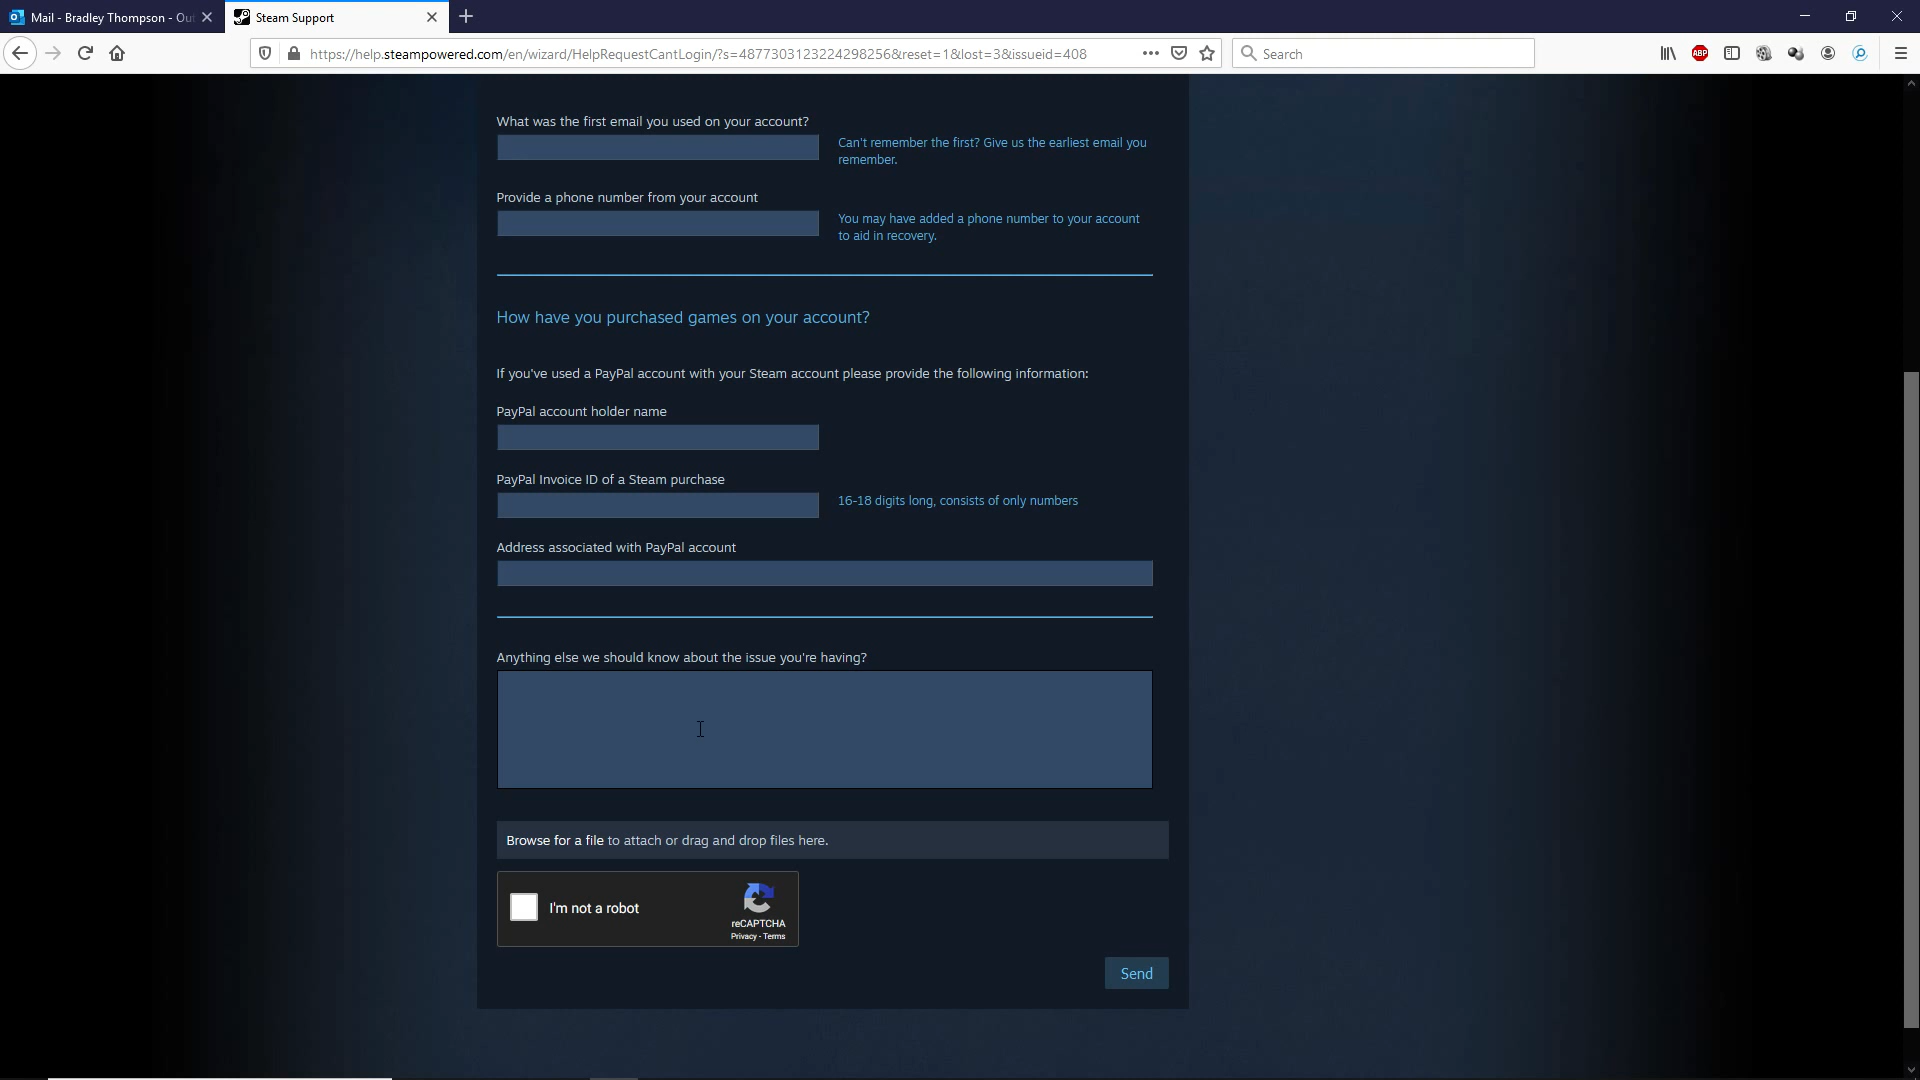 Mail - Bradley Thompson - Out
Steam Support
https://help.steampowered.com/en/wizard/HelpRequestCantLogin/?s=4877303123224298256&reset=1&lost=3&issueid=408
Search
ABP
What was the first email you used on your account?
Can't remember the first? Give us the earliest email you
remember.
Provide a phone number from your account
You may have added a phone number to your account
to aid in recovery.
How have you purchased games on your account?
If you've used a PayPal account with your Steam account please provide the following information:
PayPal account holder name
PayPal Invoice ID of a Steam purchase
16-18 digits long, consists of only numbers
Address associated with PayPal account
Anything else we should know about the issue you're having?
Browse for a file to attach or drag and drop files here.
I'm not a robot
reCAPTCHA
Privacy - Terms
Send